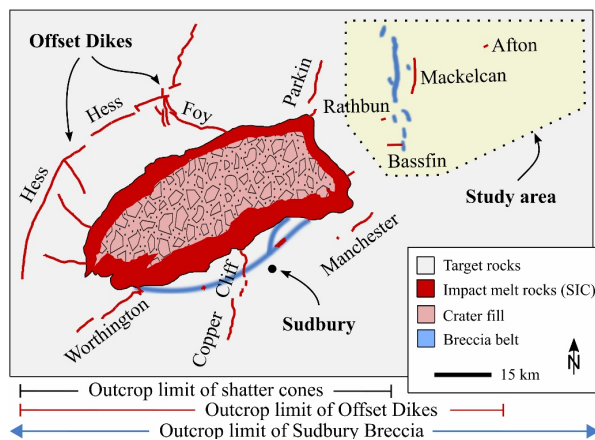 Offset Dikes
Hess
Foy
Parkin
Hess
Afton
Mackelcan
Rathbun
Bassfin
Study area
Manchester
Cliff
Copper
Worthington
Sudbury
Target rocks
Impact melt rocks (SIC)
Crater fill
Breccia belt
15 km
N
Outcrop limit of shatter cones
Outcrop limit of Offset Dikes
Outcrop limit of Sudbury Breccia